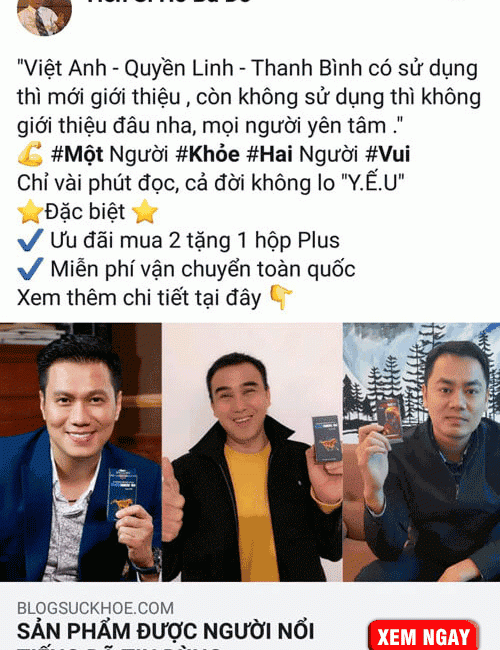 "Việt Anh - Quyền Linh - Thanh Bình có sử dụng
thì mới giới thiệu , còn không sử dụng thì không
giới thiệu đâu nha, mọi người yên tâm ."
💪 #Một Người #Khỏe #Hai Người #Vui
Chỉ vài phút đọc, cả đời không lo "Y.Ế.U"
⭐Đặc biệt ⭐
✔ Ưu đãi mua 2 tặng 1 hộp Plus
✔ Miễn phí vận chuyển toàn quốc
Xem thêm chi tiết tại đây 👇
BLOGSUCKHOE.COM
SẢN PHẨM ĐƯỢC NGƯỜI NỔI
XEM NGAY